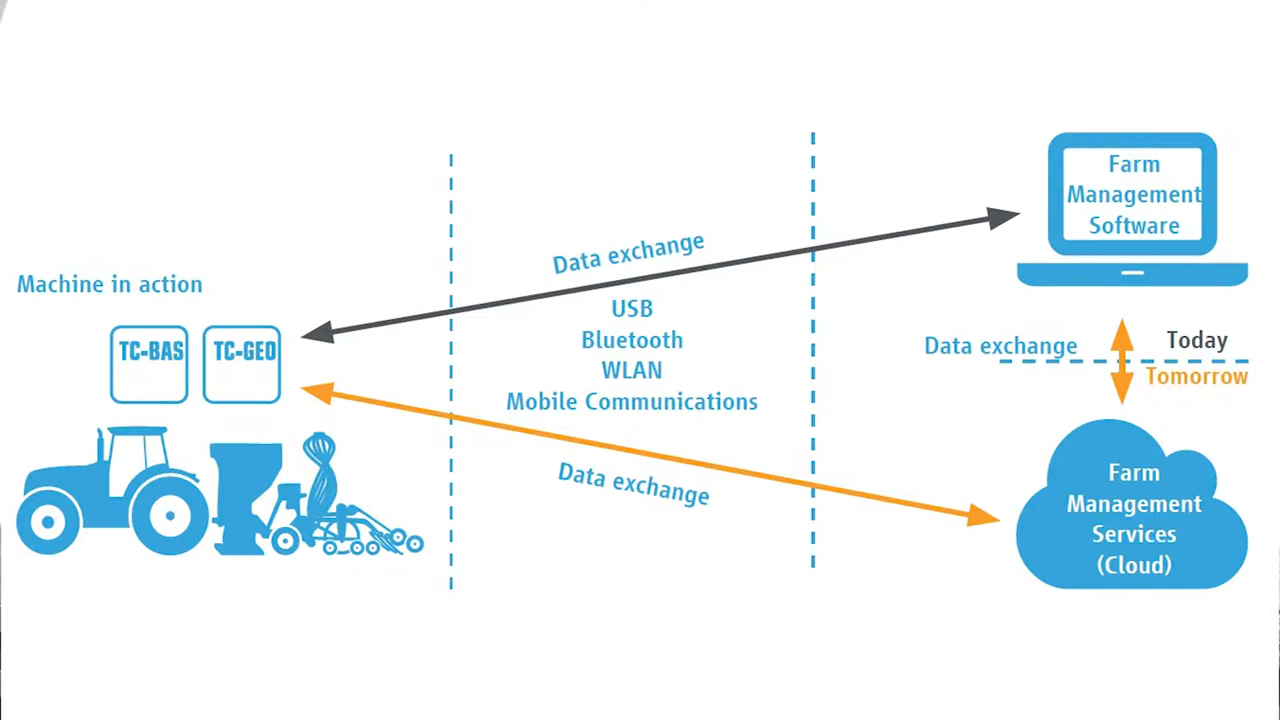 Machine in action
TC-BAS
TC-GEO
Data exchange
USB
Bluetooth
WLAN
Mobile Communications
Data exchange
Farm
Management
Software
Data exchange
Today
Tomorrow
Farm
Management
Services
(Cloud)